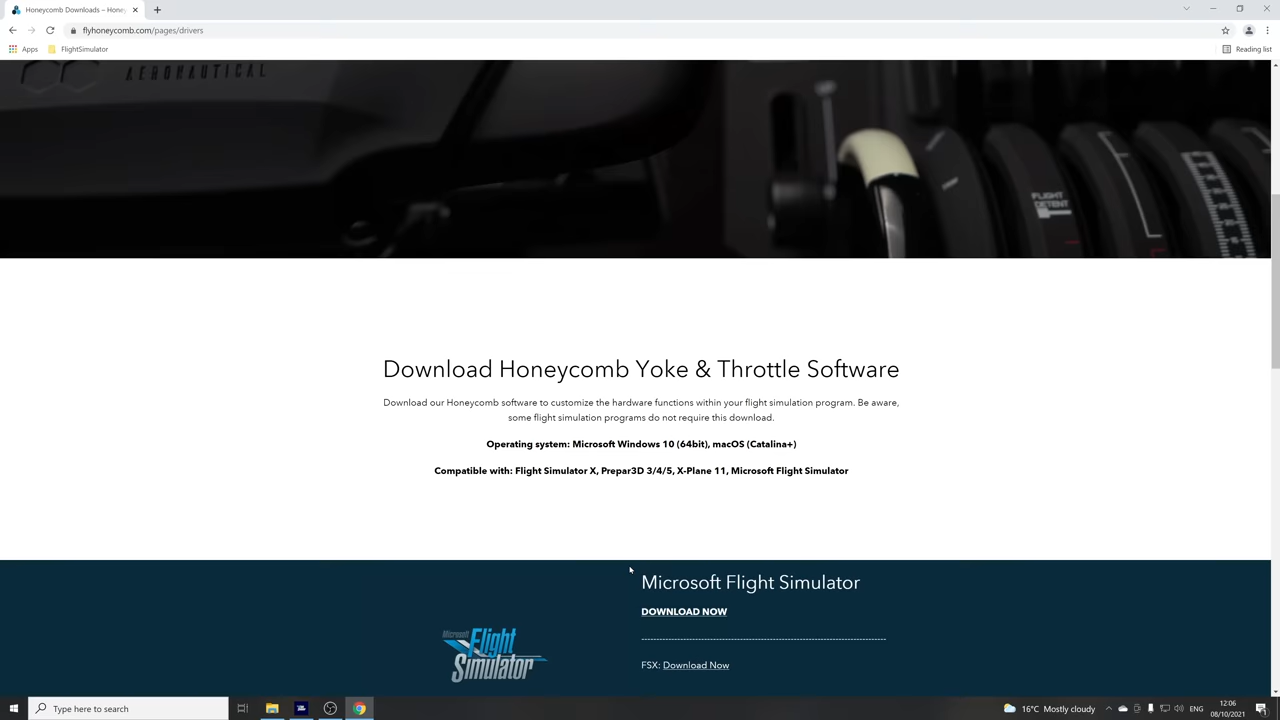 Honeycomb Downloads – Hone
flyhoneycomb.com/pages/drivers
Apps
FlightSimulator
Reading list
AERONAUTICAL
FLIGHT
DETENT
Download Honeycomb Yoke & Throttle Software
Download our Honeycomb software to customize the hardware functions within your flight simulation program. Be aware,
some flight simulation programs do not require this download.
Operating system: Microsoft Windows 10 (64bit), macOS (Catalina+)
Compatible with: Flight Simulator X, Prepar3D 3/4/5, X-Plane 11, Microsoft Flight Simulator
Microsoft Flight Simulator
DOWNLOAD NOW
--------------------------------------------------------------------------------
FSX: Download Now
Microsoft
Flight
Simulator
Type here to search
16°C Mostly cloudy
ENG
12:06
08/10/2021